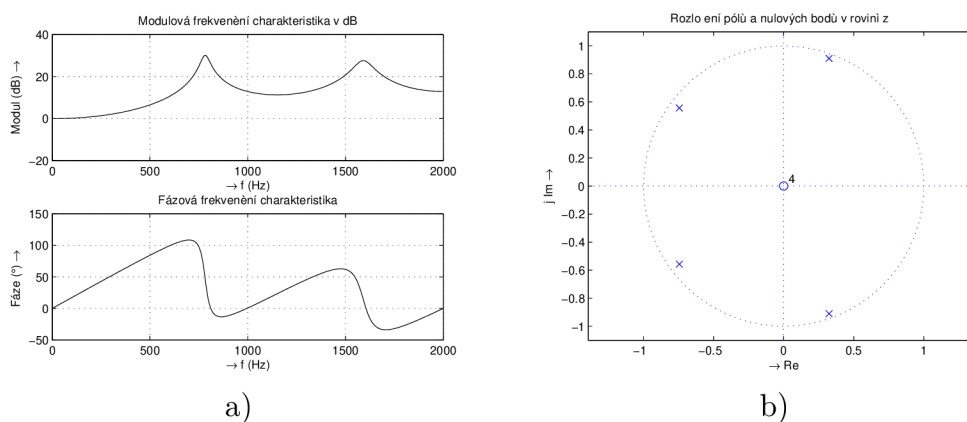 Modulová frekvenèní charakteristika v dB
40
20
0
−20
Modul (dB) →
0 500 1000 1500 2000
→ f (Hz)
Fázová frekvenèní charakteristika
150
100
50
0
−50
Fáze (°) →
0 500 1000 1500 2000
→ f (Hz)
a)
Rozlo ení pólù a nulových bodù v rovinì z
1
0.8
0.6
0.4
0.2
0
−0.2
−0.4
−0.6
−0.8
−1
j Im →
4
−1 −0.5 0 0.5 1
→ Re
b)